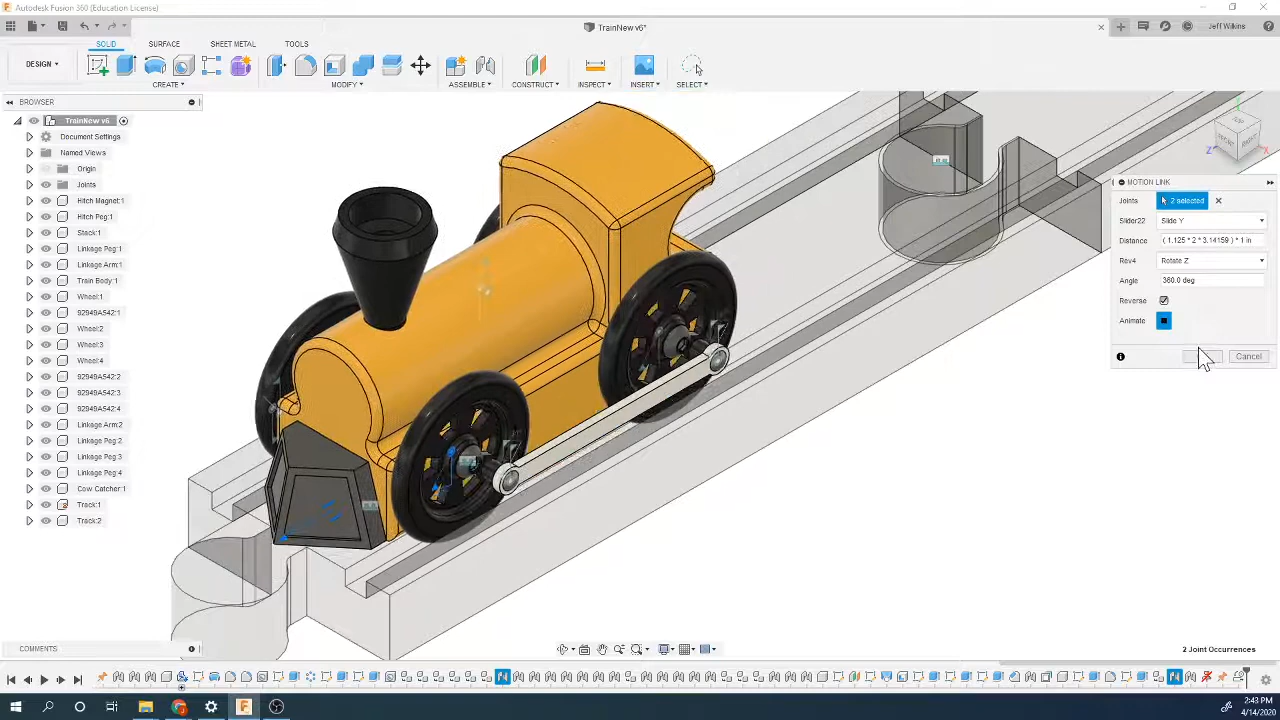 Autodesk Fusion 360 (Education License)
TrainNew v6*
Jeff Wilkins
DESIGN
SOLID
SURFACE
SHEET METAL
TOOLS
CREATE
MODIFY
ASSEMBLE
CONSTRUCT
INSPECT
INSERT
SELECT
BROWSER
TrainNew v6
Document Settings
Named Views
Origin
Joints
Hitch Magnet:1
Hitch Peg:1
Stack:1
Linkage Peg:1
Linkage Arm:1
Train Body:1
Wheel:1
92949A542:1
Wheel:2
Wheel:3
Wheel:4
92949A542:2
92949A542:3
92949A542:4
Linkage Arm:2
Linkage Peg:2
Linkage Peg:3
Linkage Peg:4
Cow Catcher:1
Track:1
Track:2
TOP
FRONT
RIGHT
Z
X
MOTION LINK
Joints 2 selected
Slider22 Slide Y
Distance ( 1.125 * 2 * 3.14159 ) * 1 in
Rev4 Rotate Z
Angle 360.0 deg
Reverse
Animate
Cancel
COMMENTS
2 Joint Occurrences
2:43 PM
4/14/2020